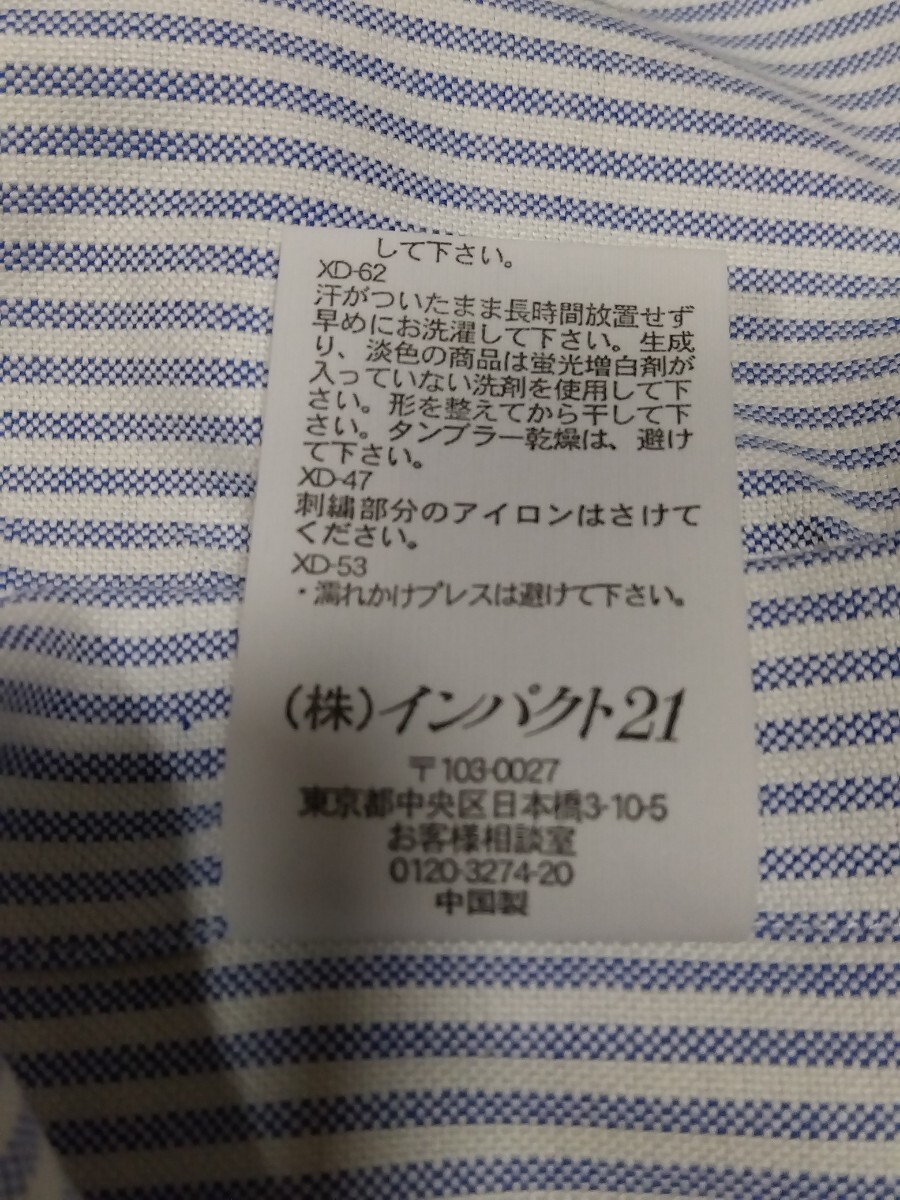 して下さい。
XD-62
汗がついたまま長時間放置せず
早めにお洗濯して下さい。生成
り、淡色の商品は蛍光増白剤が
入っていない洗剤を使用して下
さい。形を整えてから干して下
さい。タンブラー乾燥は、避け
て下さい。
XD-47
刺繍部分のアイロンはさけて
ください。
XD-53
・濡れかけプレスは避けて下さい。
(株)インパクト21
〒103-0027
東京都中央区日本橋3-10-5
お客様相談室
0120-3274-20
中国製